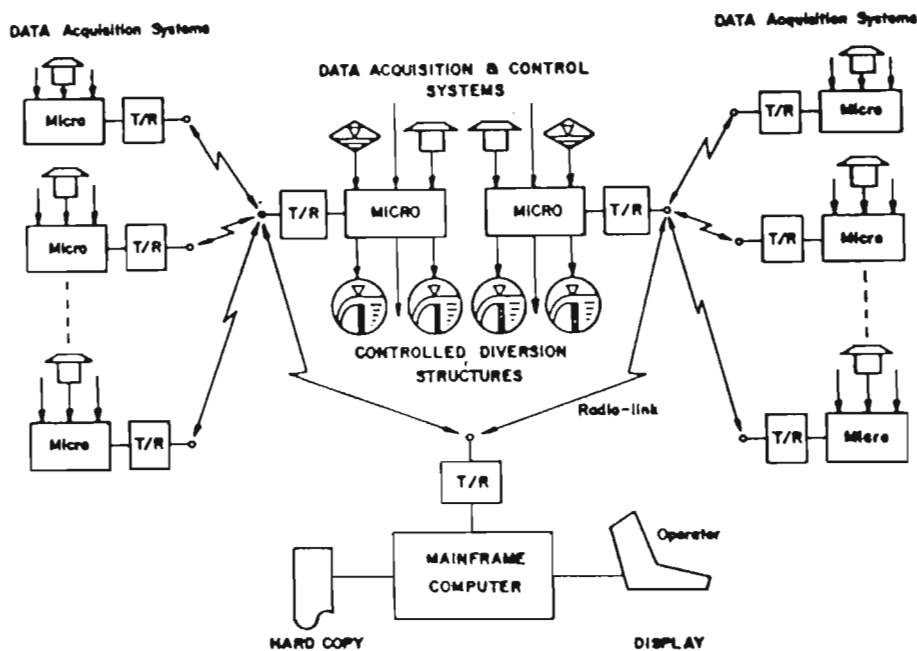 DATA Acquisition Systems
DATA Acquisition Systems
DATA ACQUISITION & CONTROL
SYSTEMS
Micro
T/R
T/R
Micro
T/R
MICRO
MICRO
T/R
Micro
T/R
T/R
Micro
CONTROLLED DIVERSION
STRUCTURES
Radio-link
Micro
T/R
T/R
Micro
T/R
MAINFRAME
COMPUTER
Operator
HARD COPY
DISPLAY